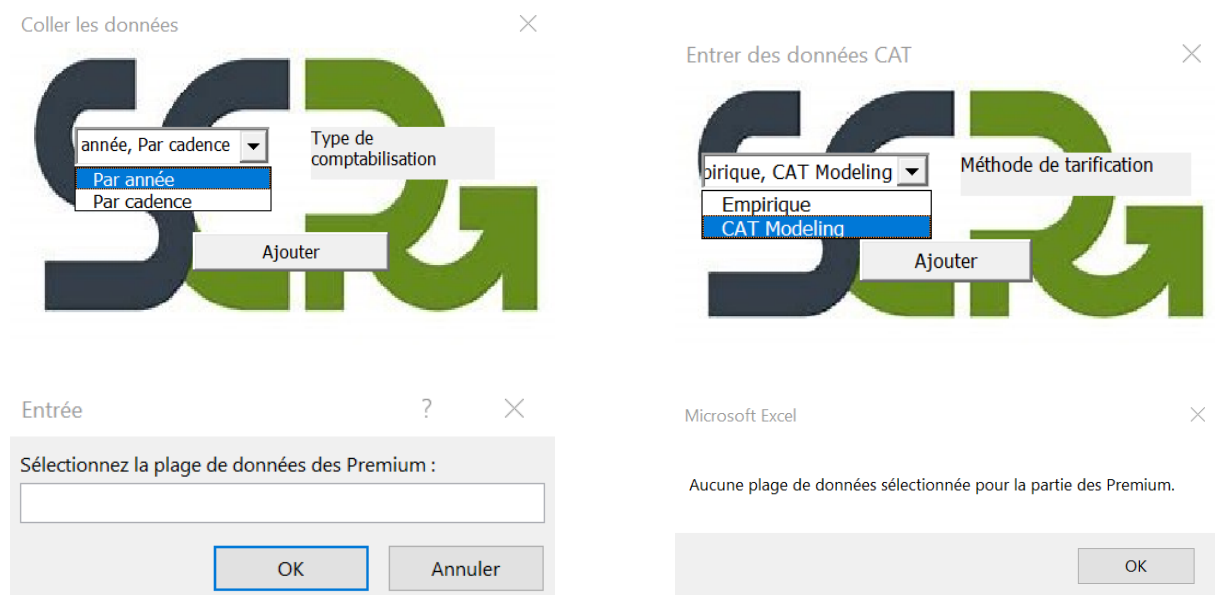 Coller les données
SCRG
année, Par cadence
Type de
comptabilisation
Par année
Par cadence
Ajouter
Entrer des données CAT
SCRG
, CAT Modeling
Méthode de tarification
Empirique
CAT Modeling
Ajouter
Entrée
?
Sélectionnez la plage de données des Premium :
OK
Annuler
Microsoft Excel
Aucune plage de données sélectionnée pour la partie des Premium.
OK